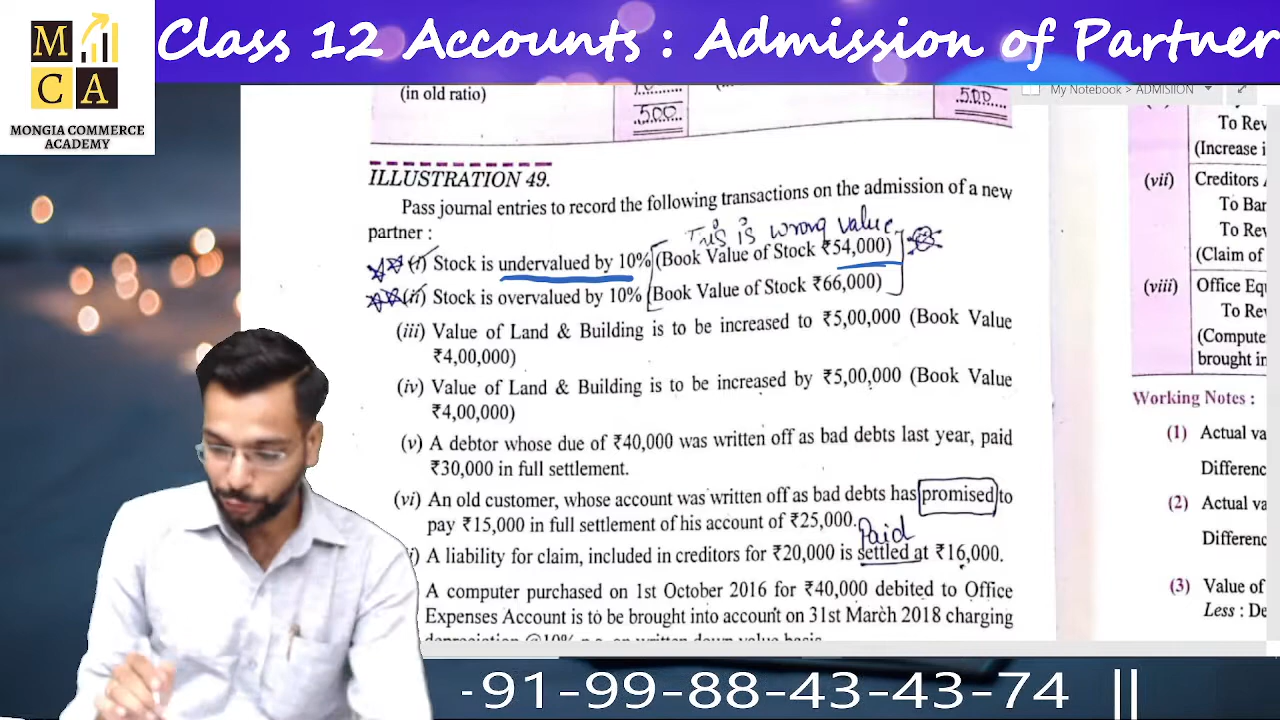 M
C A
MONGIA COMMERCE
ACADEMY
Class 12 Accounts : Admission of Partner
My Notebook > ADMISIION
(in old ratio)
500
500
ILLUSTRATION 49.
Pass journal entries to record the following transactions on the admission of a new
partner :
This is wrong value
(i) Stock is undervalued by 10% (Book Value of Stock ₹54,000)
(ii) Stock is overvalued by 10% (Book Value of Stock ₹66,000)
(iii) Value of Land & Building is to be increased to ₹5,00,000 (Book Value
₹4,00,000)
(iv) Value of Land & Building is to be increased by ₹5,00,000 (Book Value
₹4,00,000)
(v) A debtor whose due of ₹40,000 was written off as bad debts last year, paid
₹30,000 in full settlement.
(vi) An old customer, whose account was written off as bad debts has promised to
pay ₹15,000 in full settlement of his account of ₹25,000.
Paid
i) A liability for claim, included in creditors for ₹20,000 is settled at ₹16,000.
A computer purchased on 1st October 2016 for ₹40,000 debited to Office
Expenses Account is to be brought into account on 31st March 2018 charging
depreciation @10% p.a. on written down value basis.
To Rev
(Increase i
(vii) Creditors
To Bar
To Rev
(Claim of
(viii) Office Equ
To Rev
(Compute
brought in
Working Notes :
(1) Actual va
Differenc
(2) Actual va
Differenc
(3) Value of
Less : De
-91-99-88-43-43-74 ||